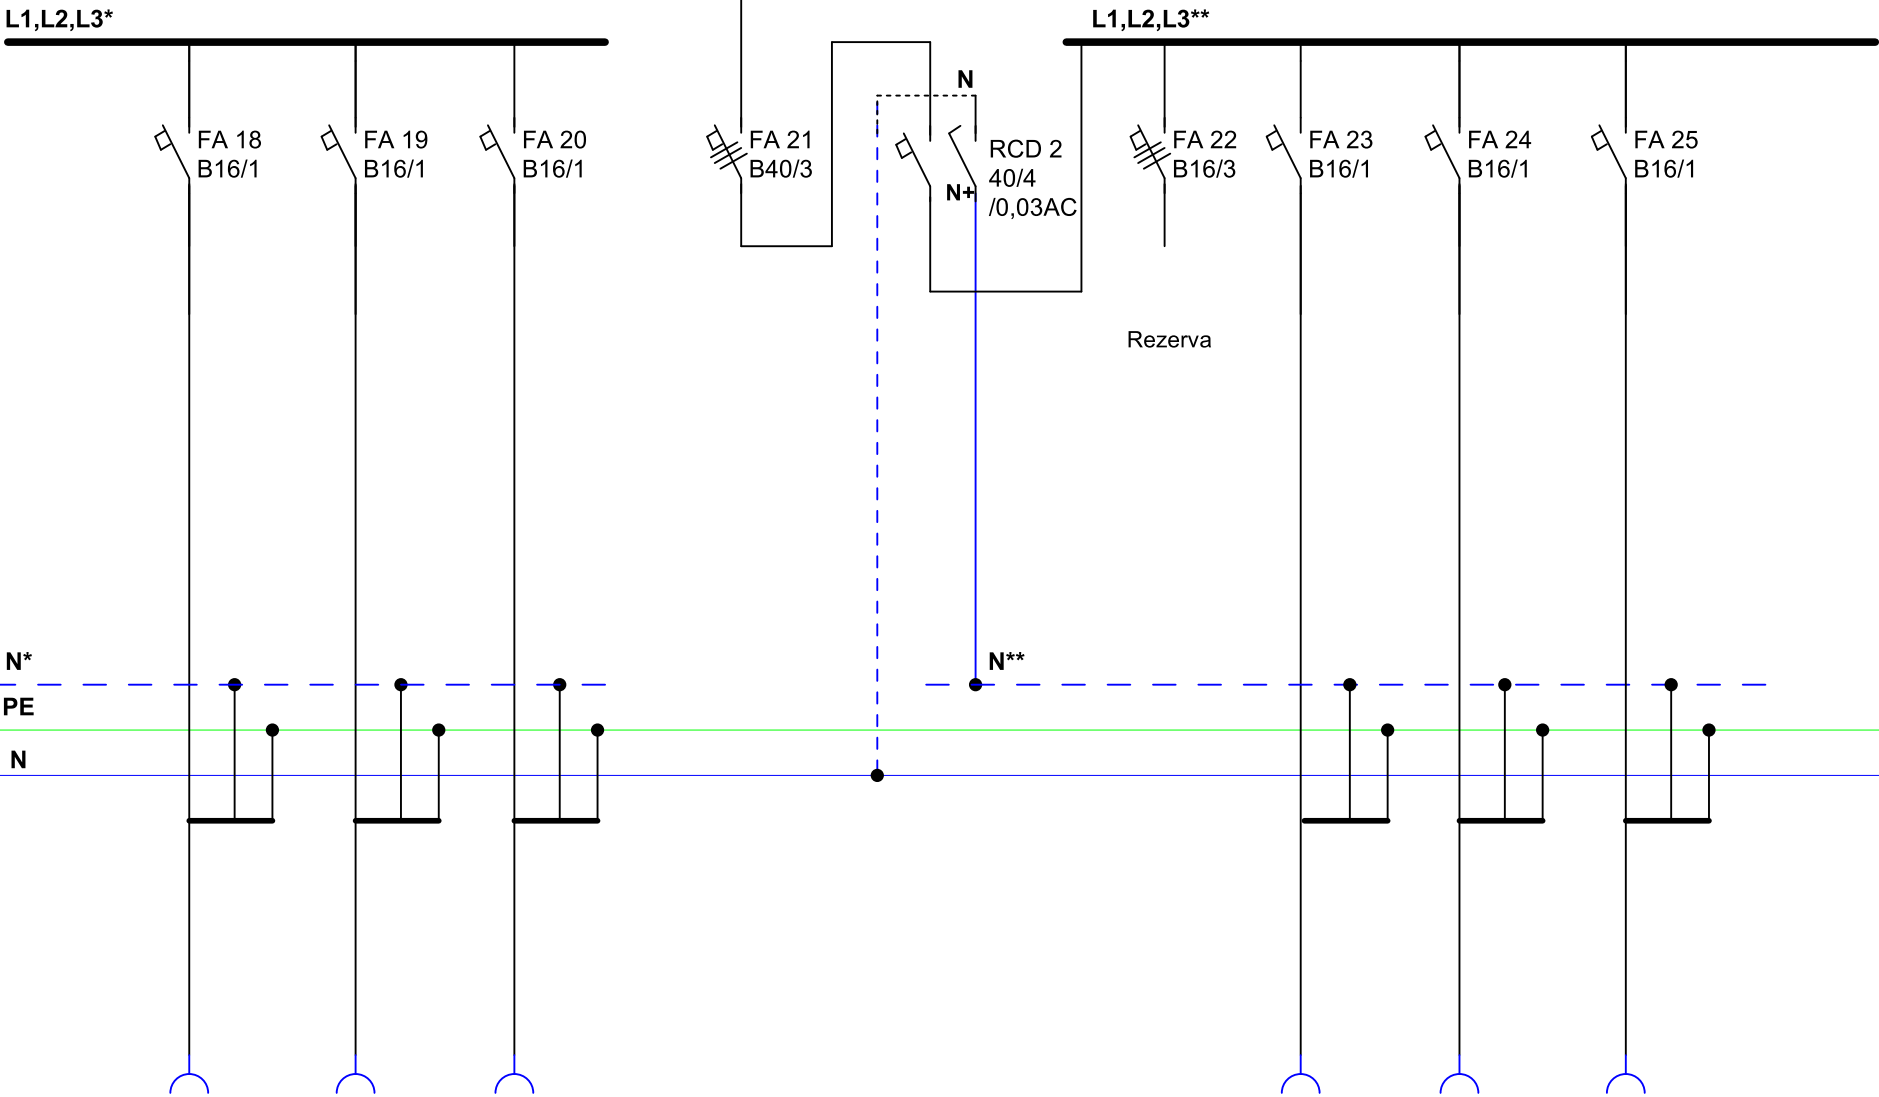 L1,L2,L3*
L1,L2,L3**
N
FA 18
B16/1
FA 19
B16/1
FA 20
B16/1
FA 21
B40/3
RCD 2
40/4
/0,03AC
N+
FA 22
B16/3
FA 23
B16/1
FA 24
B16/1
FA 25
B16/1
Rezerva
N*
N**
PE
N